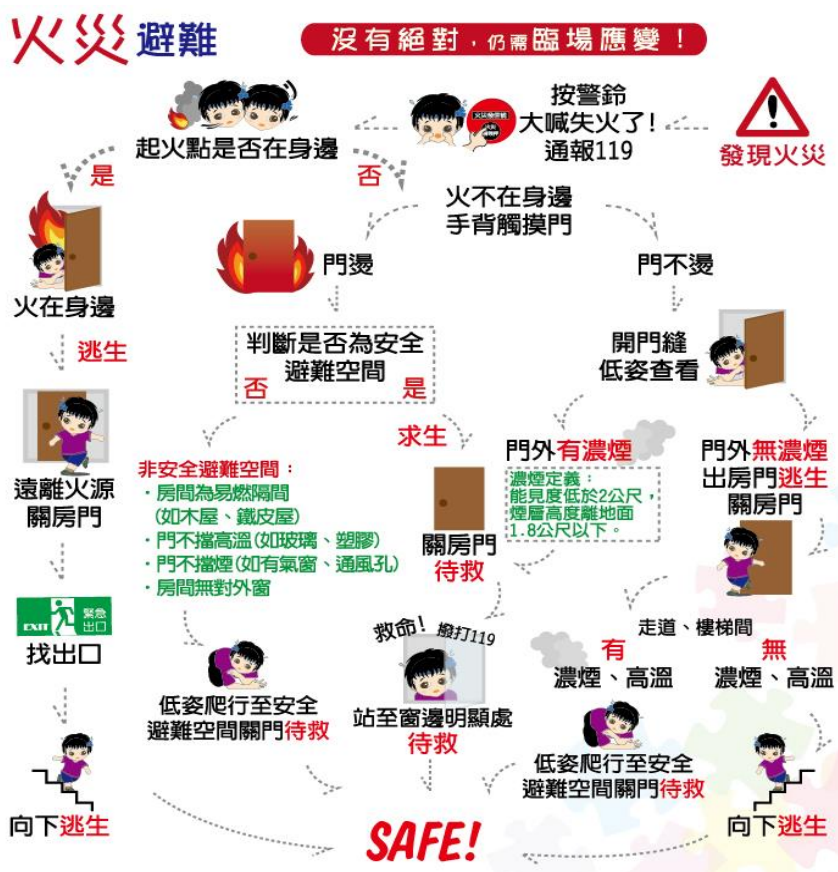 火災避難
沒有絕對，仍需臨場應變！
發現火災
按警鈴
大喊失火了！
通報119
起火點是否在身邊
是
否
火在身邊
逃生
遠離火源
關房門
EXIT 緊急
出口
找出口
向下逃生
火不在身邊
手背觸摸門
門燙
門不燙
判斷是否為安全
避難空間
否
是
非安全避難空間：
・房間為易燃隔間
(如木屋、鐵皮屋)
・門不擋高溫(如玻璃、塑膠)
・門不擋煙(如有氣窗、通風孔)
・房間無對外窗
低姿爬行至安全
避難空間關門待救
求生
關房門
待救
救命！ 撥打119
站至窗邊明顯處
待救
開門縫
低姿查看
門外有濃煙
濃煙定義：
能見度低於2公尺，
煙層高度離地面
1.8公尺以下。
門外無濃煙
出房門逃生
關房門
走道、樓梯間
有
濃煙、高溫
無
濃煙、高溫
低姿爬行至安全
避難空間關門待救
向下逃生
SAFE!